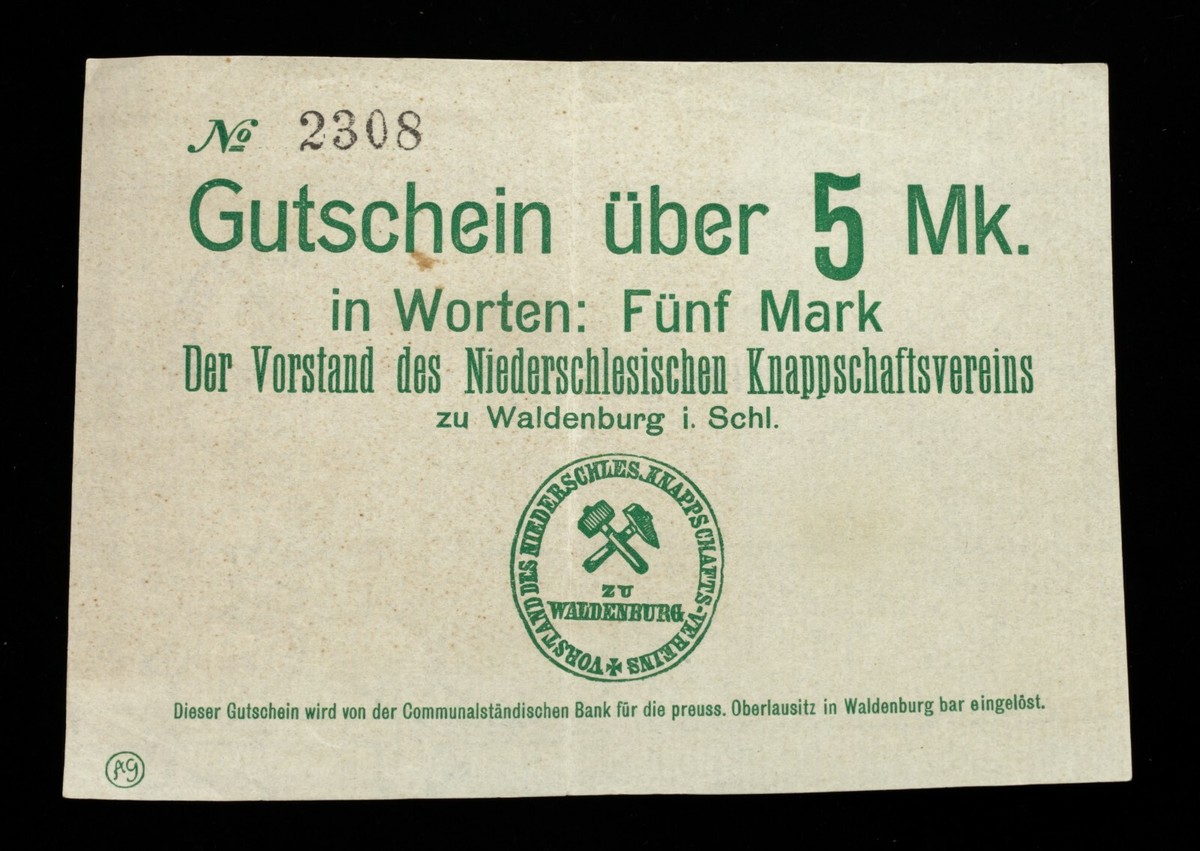 № 2308
Gutschein über 5 Mk.
in Worten: Fünf Mark
Der Vorstand des Niederschlesischen Knappschaftsvereins
zu Waldenburg i. Schl.
VORSTAND DES NIEDERSCHLES. KNAPPSCHAFTS-VEREINS
ZU
WALDENBURG
Dieser Gutschein wird von der Communalständischen Bank für die preuss. Oberlausitz in Waldenburg bar eingelöst.
AG